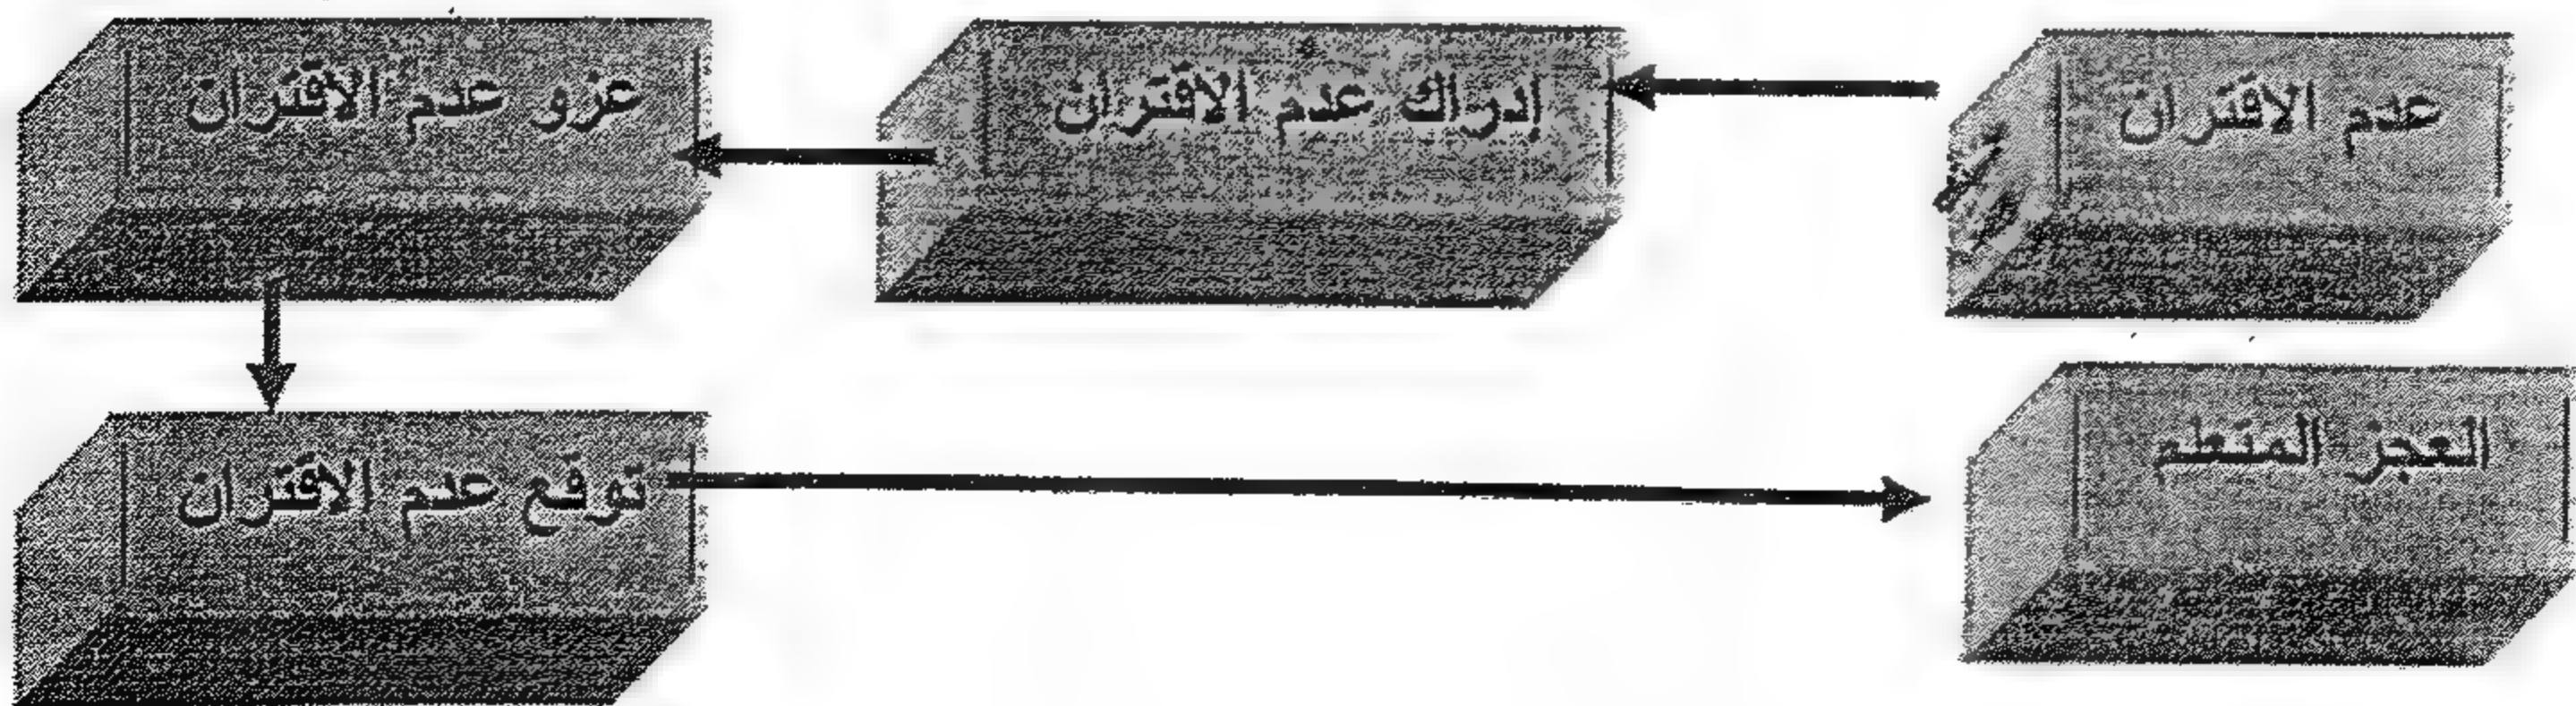 عدم الاقتران
إدراك عدم الاقتران
عزو عدم الاقتران
توقع عدم الاقتران
العجز المتعلم